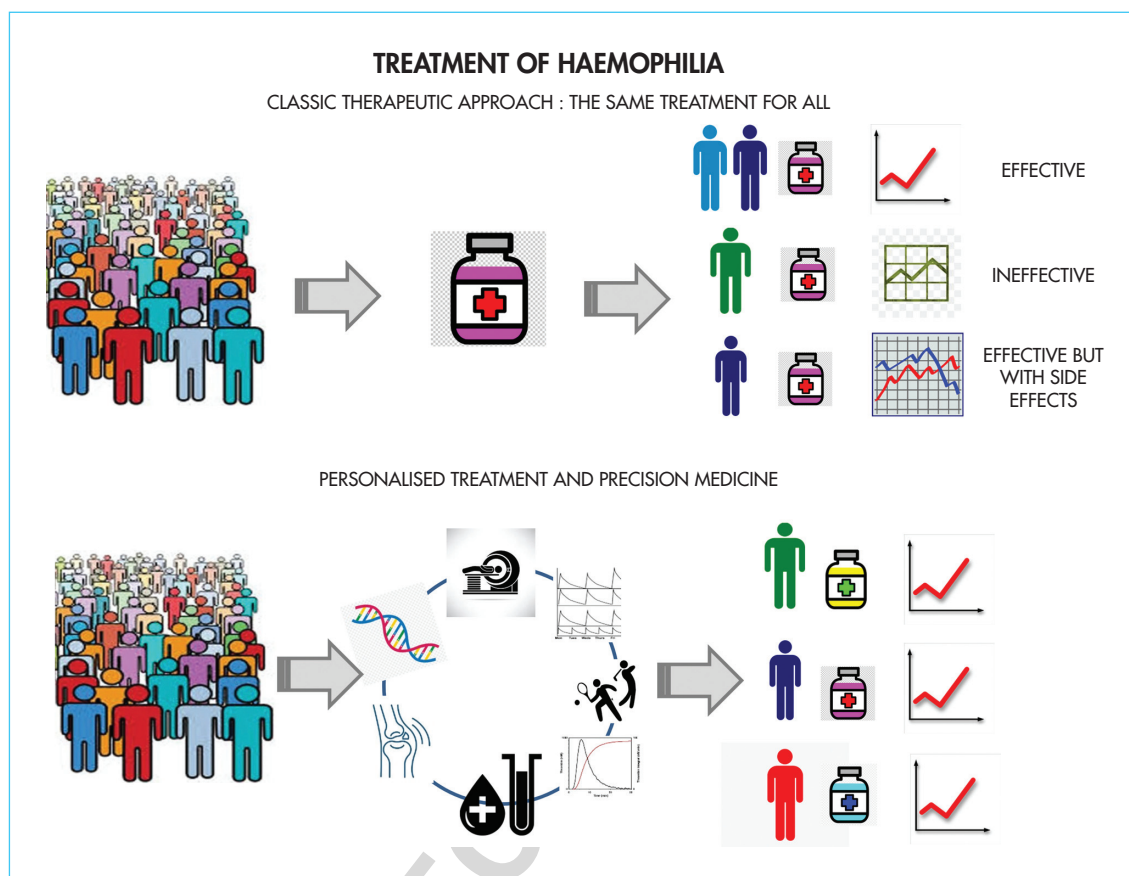 TREATMENT OF HAEMOPHILIA
CLASSIC THERAPEUTIC APPROACH : THE SAME TREATMENT FOR ALL
EFFECTIVE
INEFFECTIVE
EFFECTIVE BUT
WITH SIDE
EFFECTS
PERSONALISED TREATMENT AND PRECISION MEDICINE